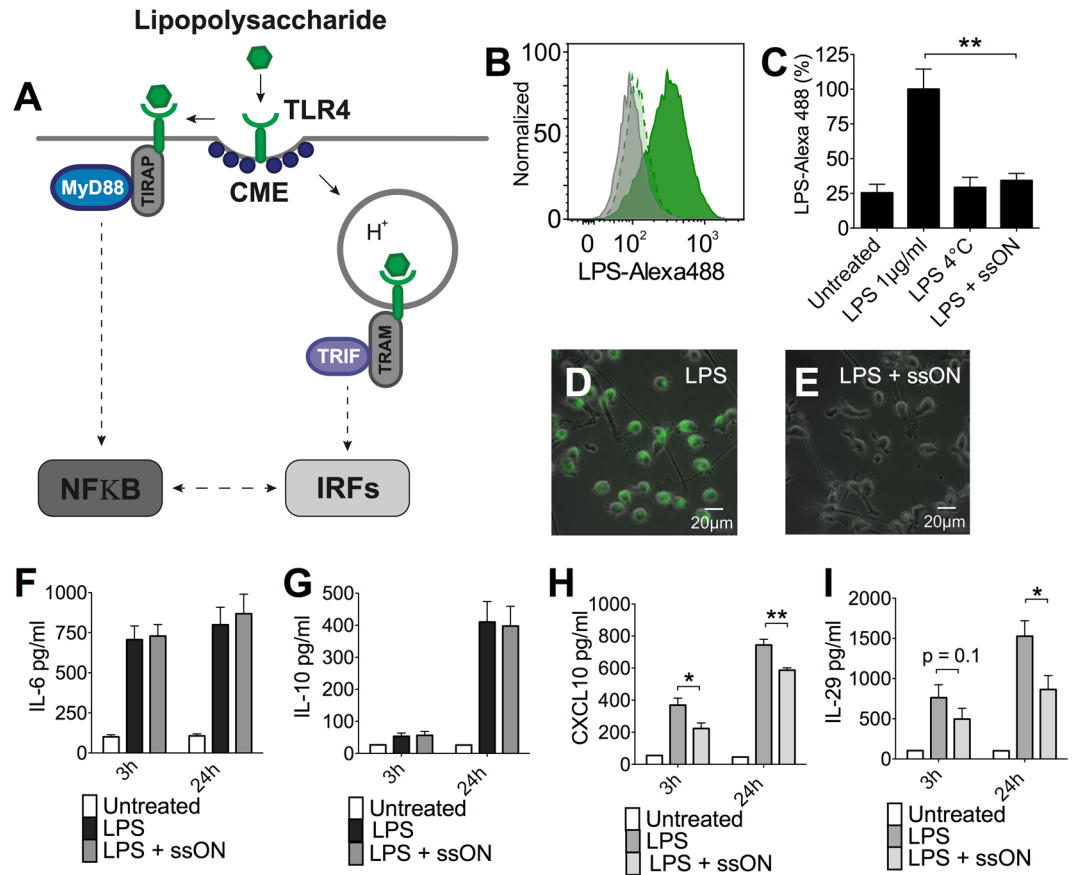 Lipopolysaccharide
A
TLR4
TIRAP
MyD88
CME
H+
TRAM
TRIF
NFκB
IRFs
B
Normalized
100
80
50
30
0
0 10² 10³
LPS-Alexa488
C
LPS-Alexa 488 (%)
125
100
75
50
25
0
**
Untreated
LPS 1µg/ml
LPS 4°C
LPS + ssON
D
LPS
20µm
E
LPS + ssON
20µm
F
IL-6 pg/ml
1000
750
500
250
0
3h
24h
Untreated
LPS
LPS + ssON
G
IL-10 pg/ml
500
400
300
200
100
0
3h
24h
Untreated
LPS
LPS + ssON
H
CXCL10 pg/ml
1000
800
600
400
200
0
*
**
3h
24h
Untreated
LPS
LPS + ssON
I
IL-29 pg/ml
2000
1500
1000
500
0
p = 0.1
*
3h
24h
Untreated
LPS
LPS + ssON